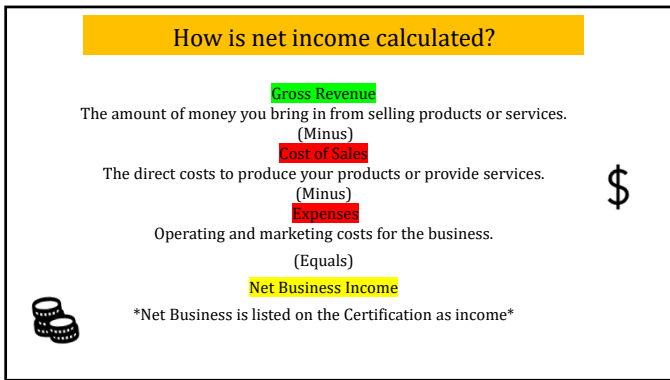 How is net income calculated?
Gross Revenue
The amount of money you bring in from selling products or services.
(Minus)
Cost of Sales
The direct costs to produce your products or provide services.
(Minus)
Expenses
Operating and marketing costs for the business.
(Equals)
Net Business Income
*Net Business is listed on the Certification as income*
$